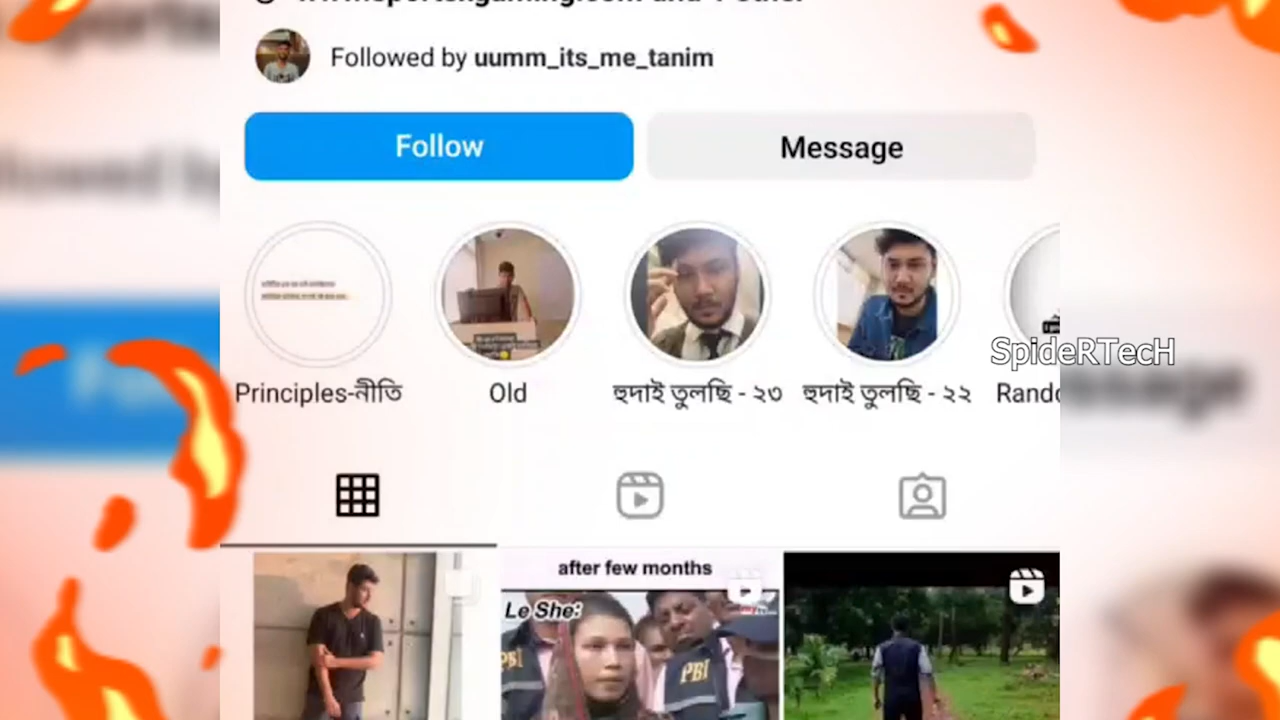 Followed by uumm_its_me_tanim
Follow
Message
Principles-নীতি
Old
হুদাই তুলছি - ২৩
হুদাই তুলছি - ২২
Rando
SpideRTecH
after few months
Le She:
PBI
PBI